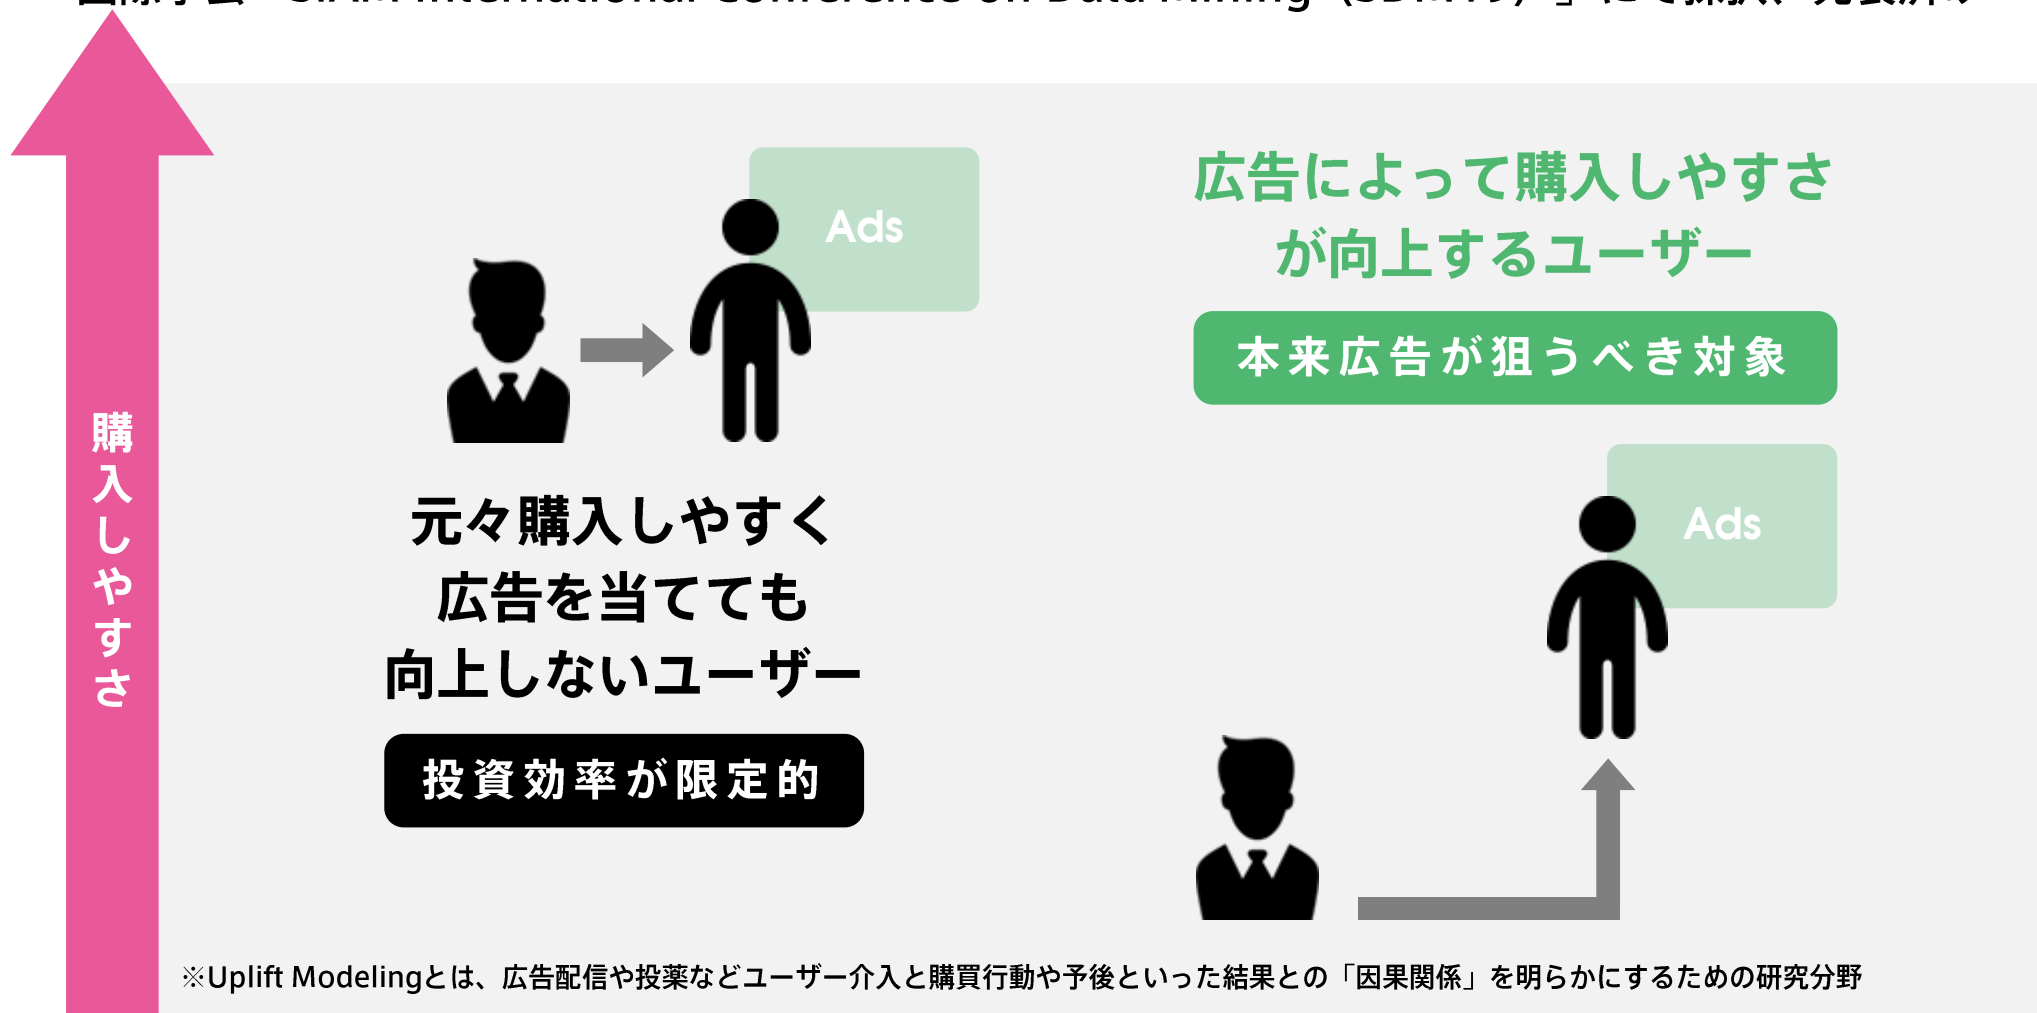 International Conference on Data Mining
購入しやすさ
Ads
元々購入しやすく
広告を当てても
向上しないユーザー
投資効率が限定的
広告によって購入しやすさ
が向上するユーザー
本来広告が狙うべき対象
Ads
※Uplift Modelingとは、広告配信や投薬などユーザー介入と購買行動や予後といった結果との「因果関係」を明らかにするための研究分野